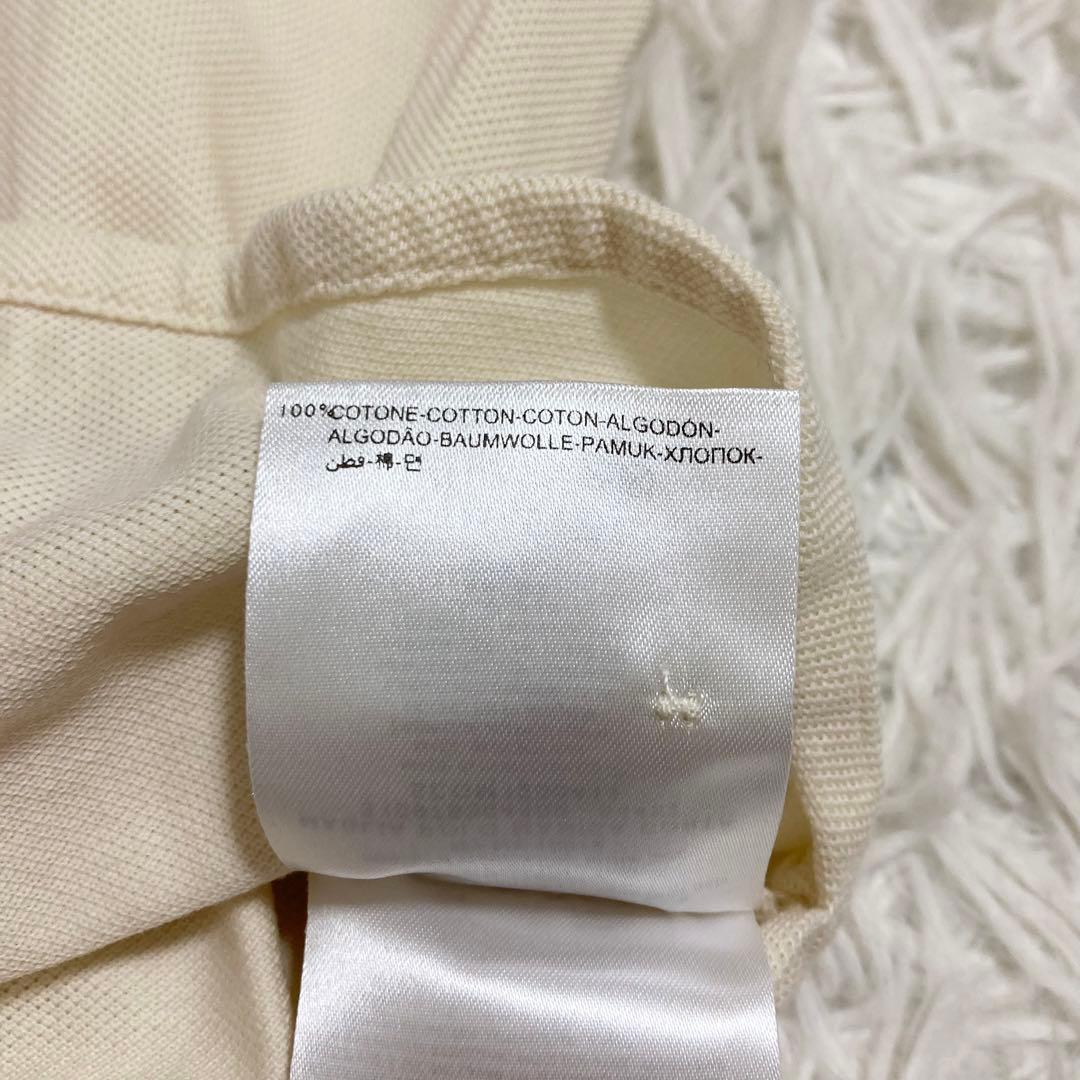 100%COTONE-COTTON-COTON-ALGODÓN-
ALGODÃO-BAUMWOLLE-PAMUK-ХЛОПОК-
قطن-棉-면